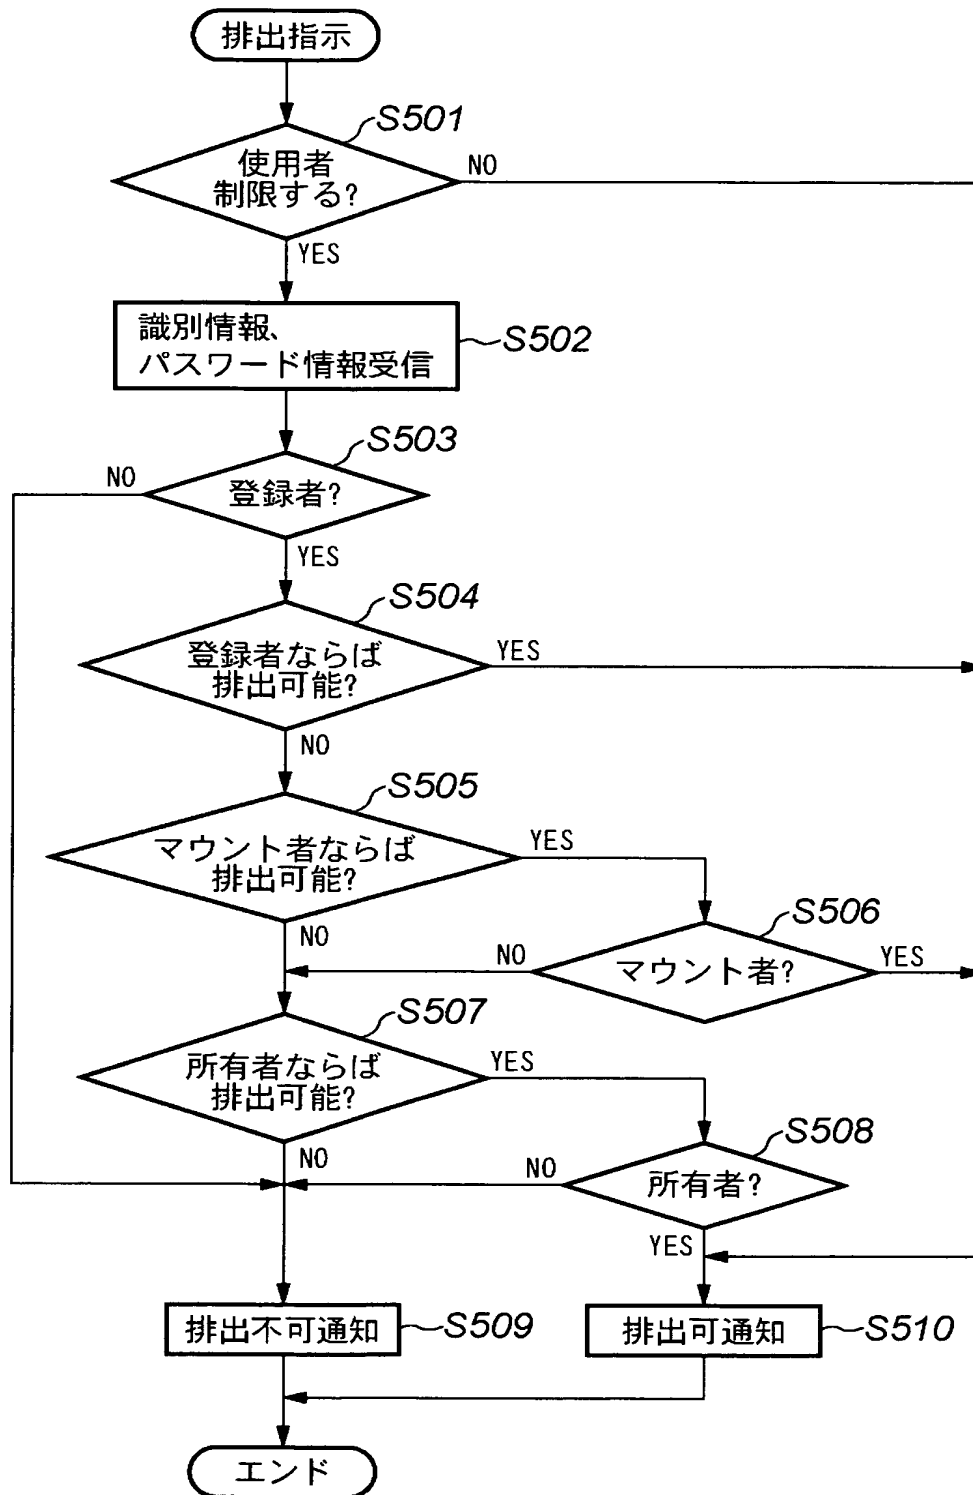 排出指示
S501
使用者
制限する?
NO
YES
識別情報、
パスワード情報受信
S502
S503
NO
登録者?
YES
S504
登録者ならば
排出可能?
YES
NO
S505
マウント者ならば
排出可能?
YES
NO
S506
マウント者?
NO
YES
S507
所有者ならば
排出可能?
YES
NO
S508
所有者?
NO
YES
排出不可通知
S509
排出可通知
S510
エンド